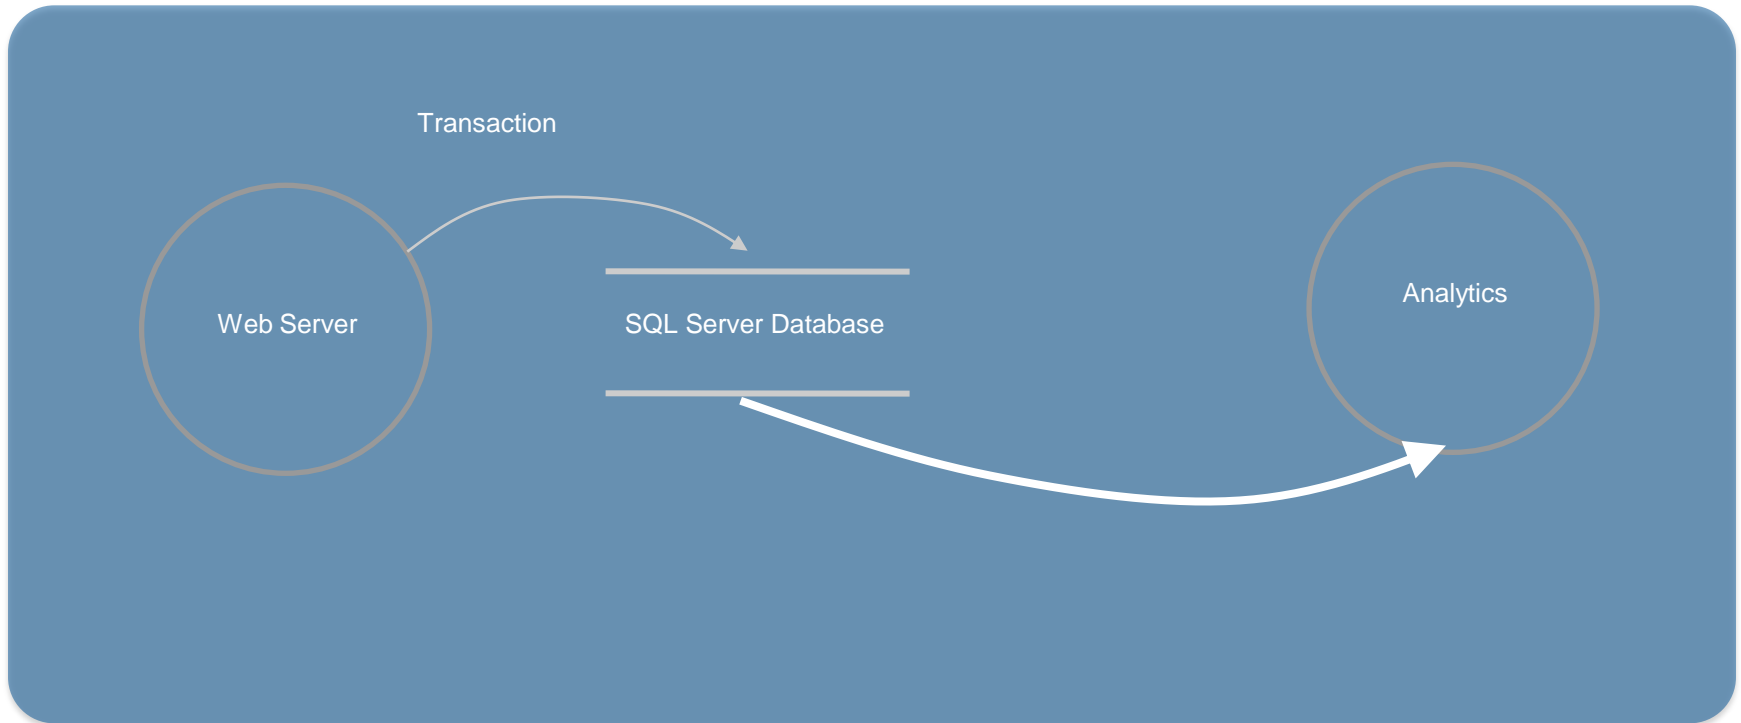 Transaction
Web Server
SQL Server Database
Analytics